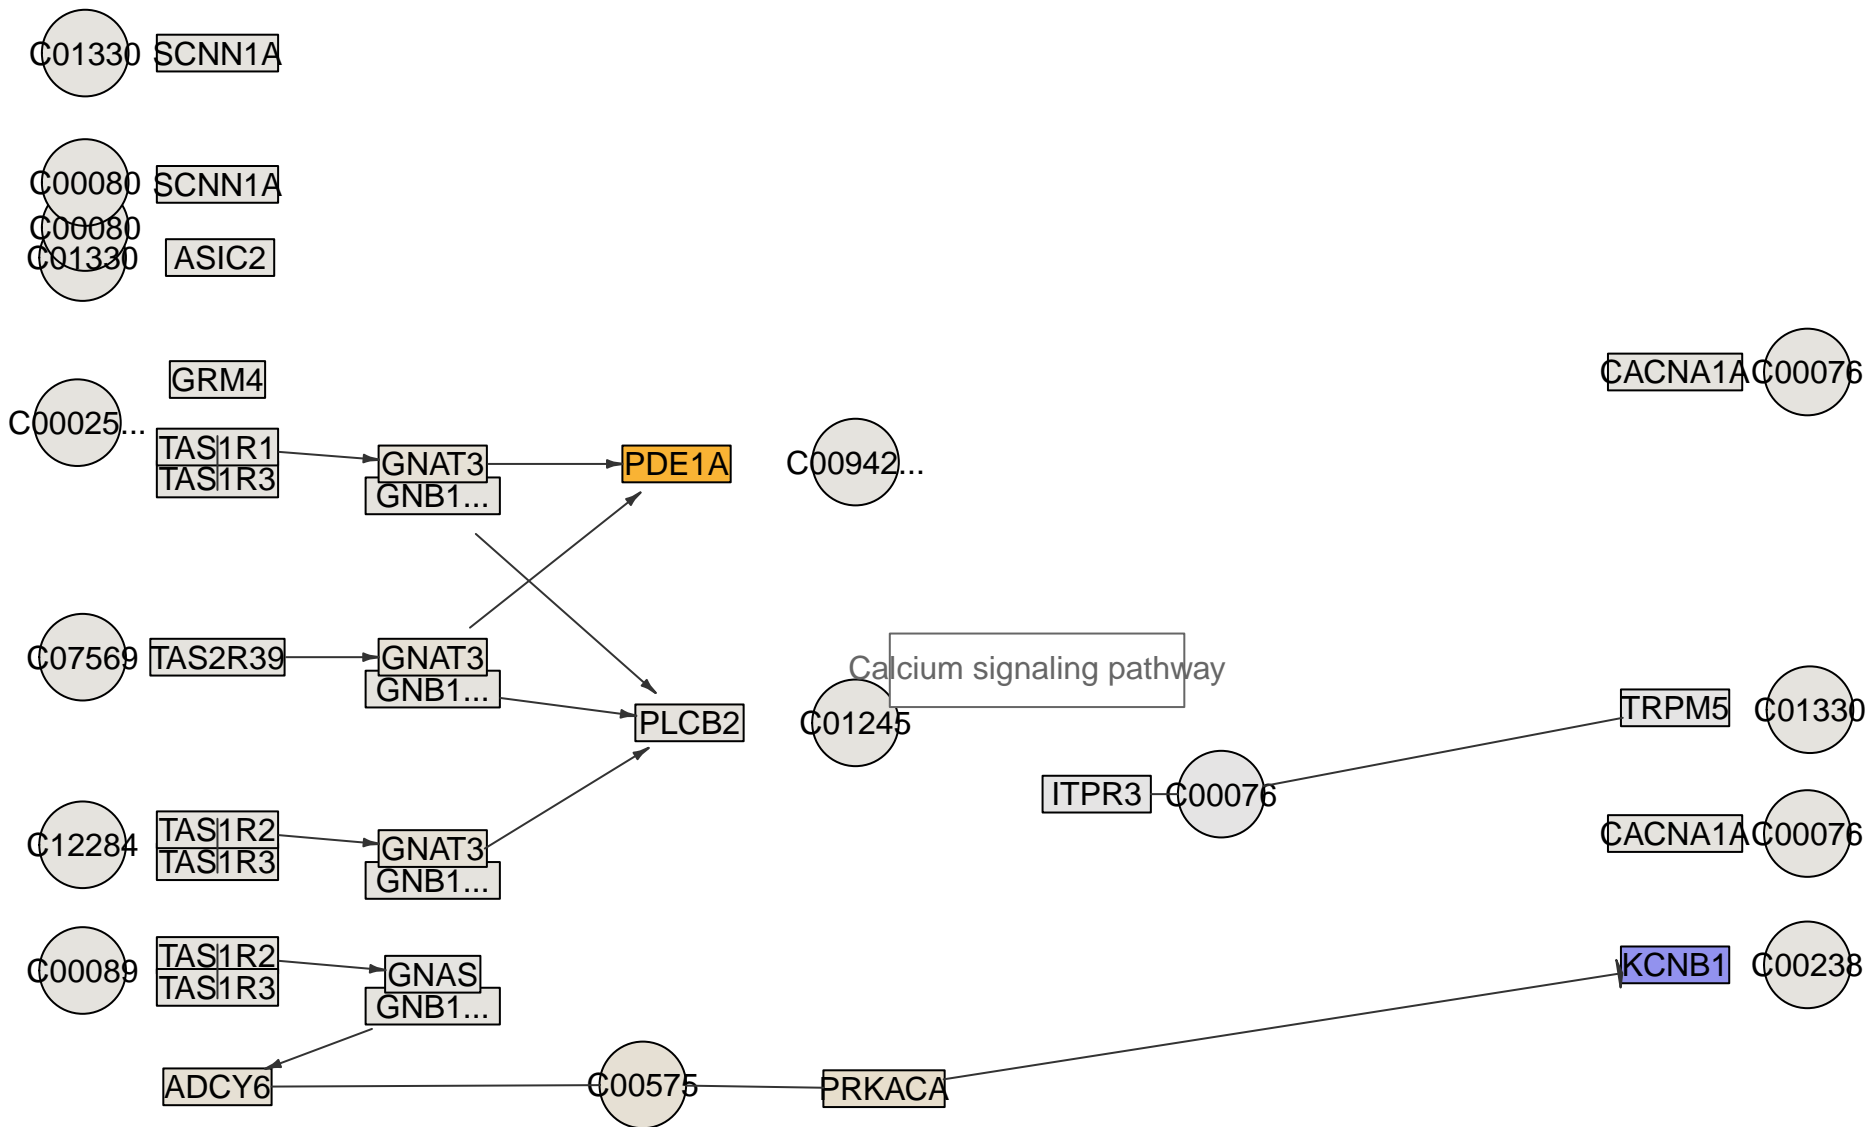 C01330 SCNN1A
C00080 SCNN1A
C00080
C01330 ASIC2
GRM4
CACNA1A C00076
C00025...
TAS1R1
GNAT3 PDE1A C00942...
TAS1R3
GNB1...
C07569 TAS2R39 GNAT3
Calcium signaling pathway
GNB1...
PLCB2 C01245
TRPM5 C01330
ITPR3 C00076
TAS1R2
CACNA1A C00076
C12284
GNAT3
TAS1R3
GNB1...
TAS1R2
KCNB1 C00238
C00089
GNAS
TAS1R3
GNB1...
ADCY6 C00575 PRKACA